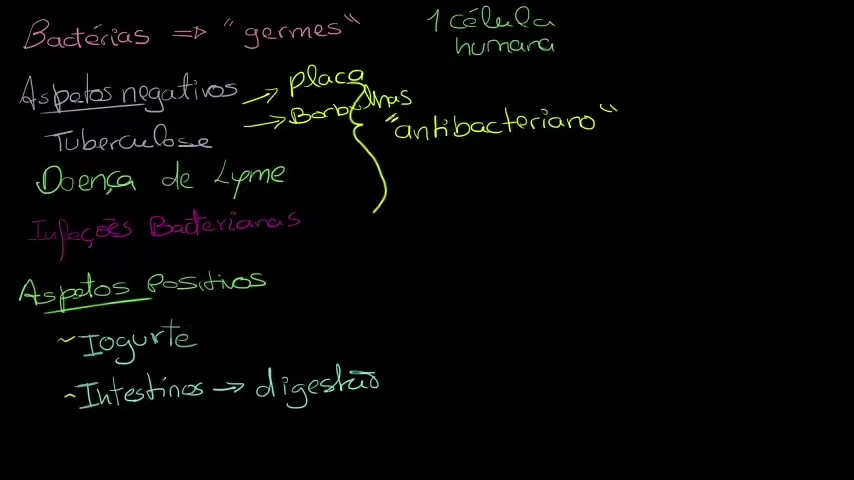 Bactérias => "germes"
1 célula
humana
Aspetos negativos
placa
Borbulhas
"antibacteriano"
Tuberculose
Doença de Lyme
Infações Bacterianas
Aspetos Positivos
~ Iogurte
~ Intestinos → digestão